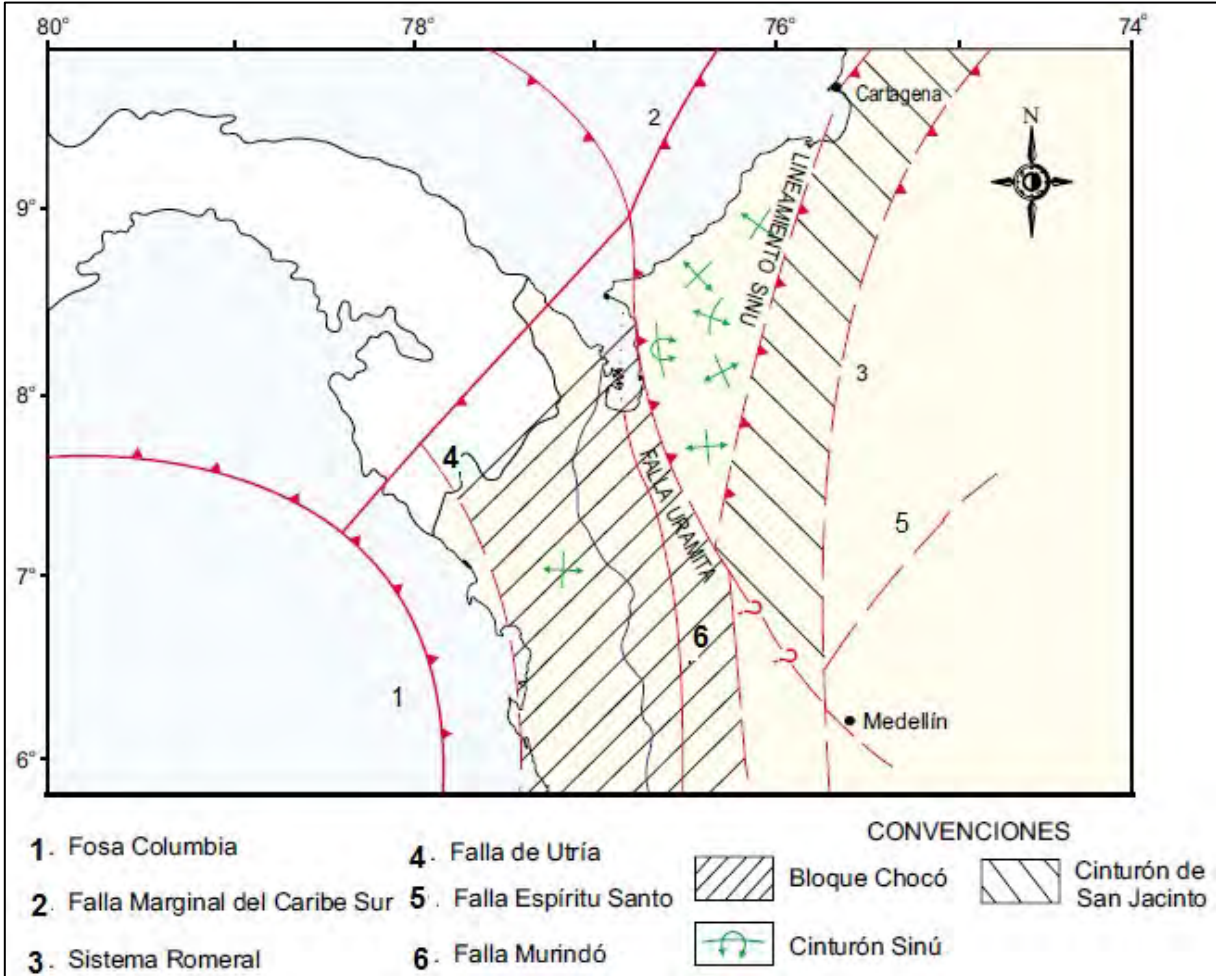 80°
78°
76°
74°
2
Cartagena
N
9°
LINEAMIENTO SINU
8°
3
4
FALLA URAMITA
5
7°
?
6
?
1
Medellín
6°
1. Fosa Columbia
2. Falla Marginal del Caribe Sur
3. Sistema Romeral
4. Falla de Utría
5. Falla Espíritu Santo
6. Falla Murindó
CONVENCIONES
Bloque Chocó
Cinturón de
San Jacinto
Cinturón Sinú